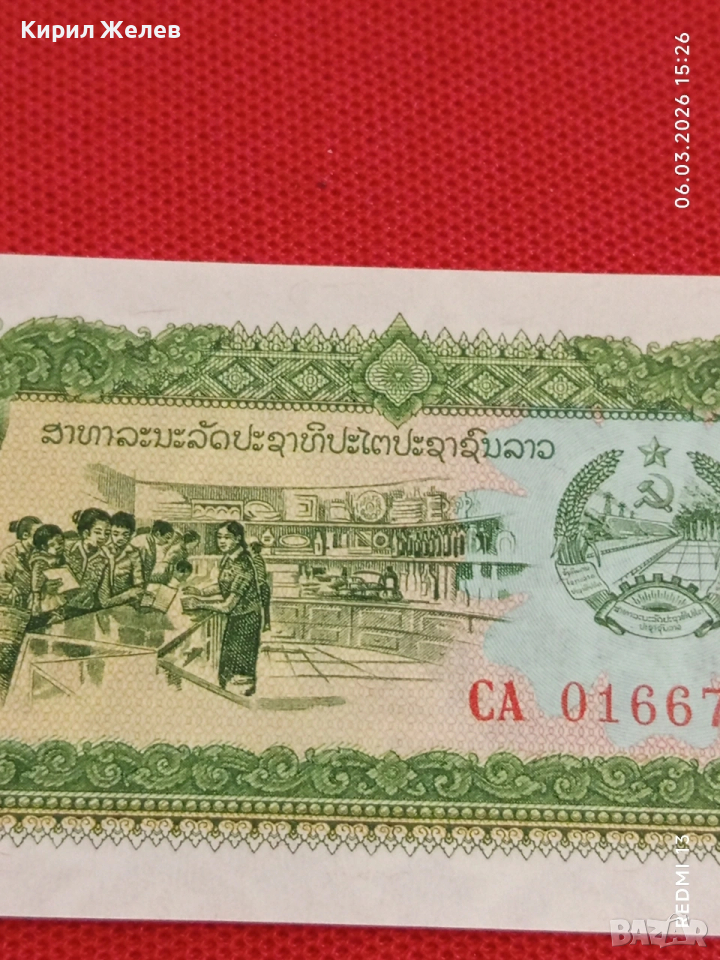 Кирил Желев
06.03.2026 15:26
ສາທາລະນະລັດປະຊາທິປະໄຕປະຊາຊົນລາວ
CA 01667
REDMI 13
BAZAR